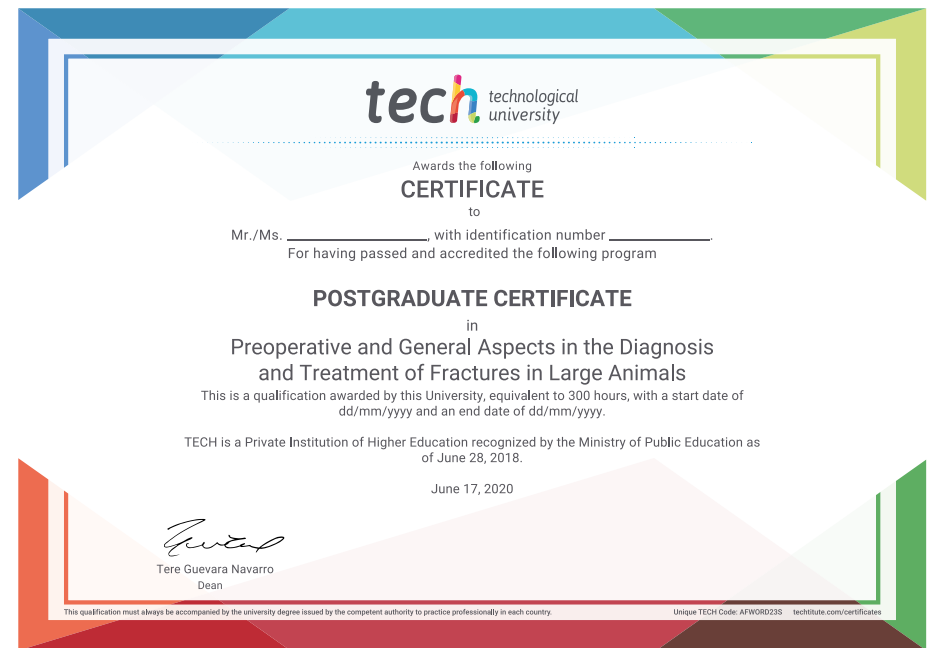 tech technological
university
Awards the following
CERTIFICATE
to
Mr./Ms. ____________________, with identification number ______________.
For having passed and accredited the following program
POSTGRADUATE CERTIFICATE
in
Preoperative and General Aspects in the Diagnosis
and Treatment of Fractures in Large Animals
This is a qualification awarded by this University, equivalent to 300 hours, with a start date of
dd/mm/yyyy and an end date of dd/mm/yyyy.
TECH is a Private Institution of Higher Education recognized by the Ministry of Public Education as
of June 28, 2018.
June 17, 2020
Tere Guevara Navarro
Dean
This qualification must always be accompanied by the university degree issued by the competent authority to practice professionally in each country.
Unique TECH Code: AFWORD23S techtitute.com/certificates